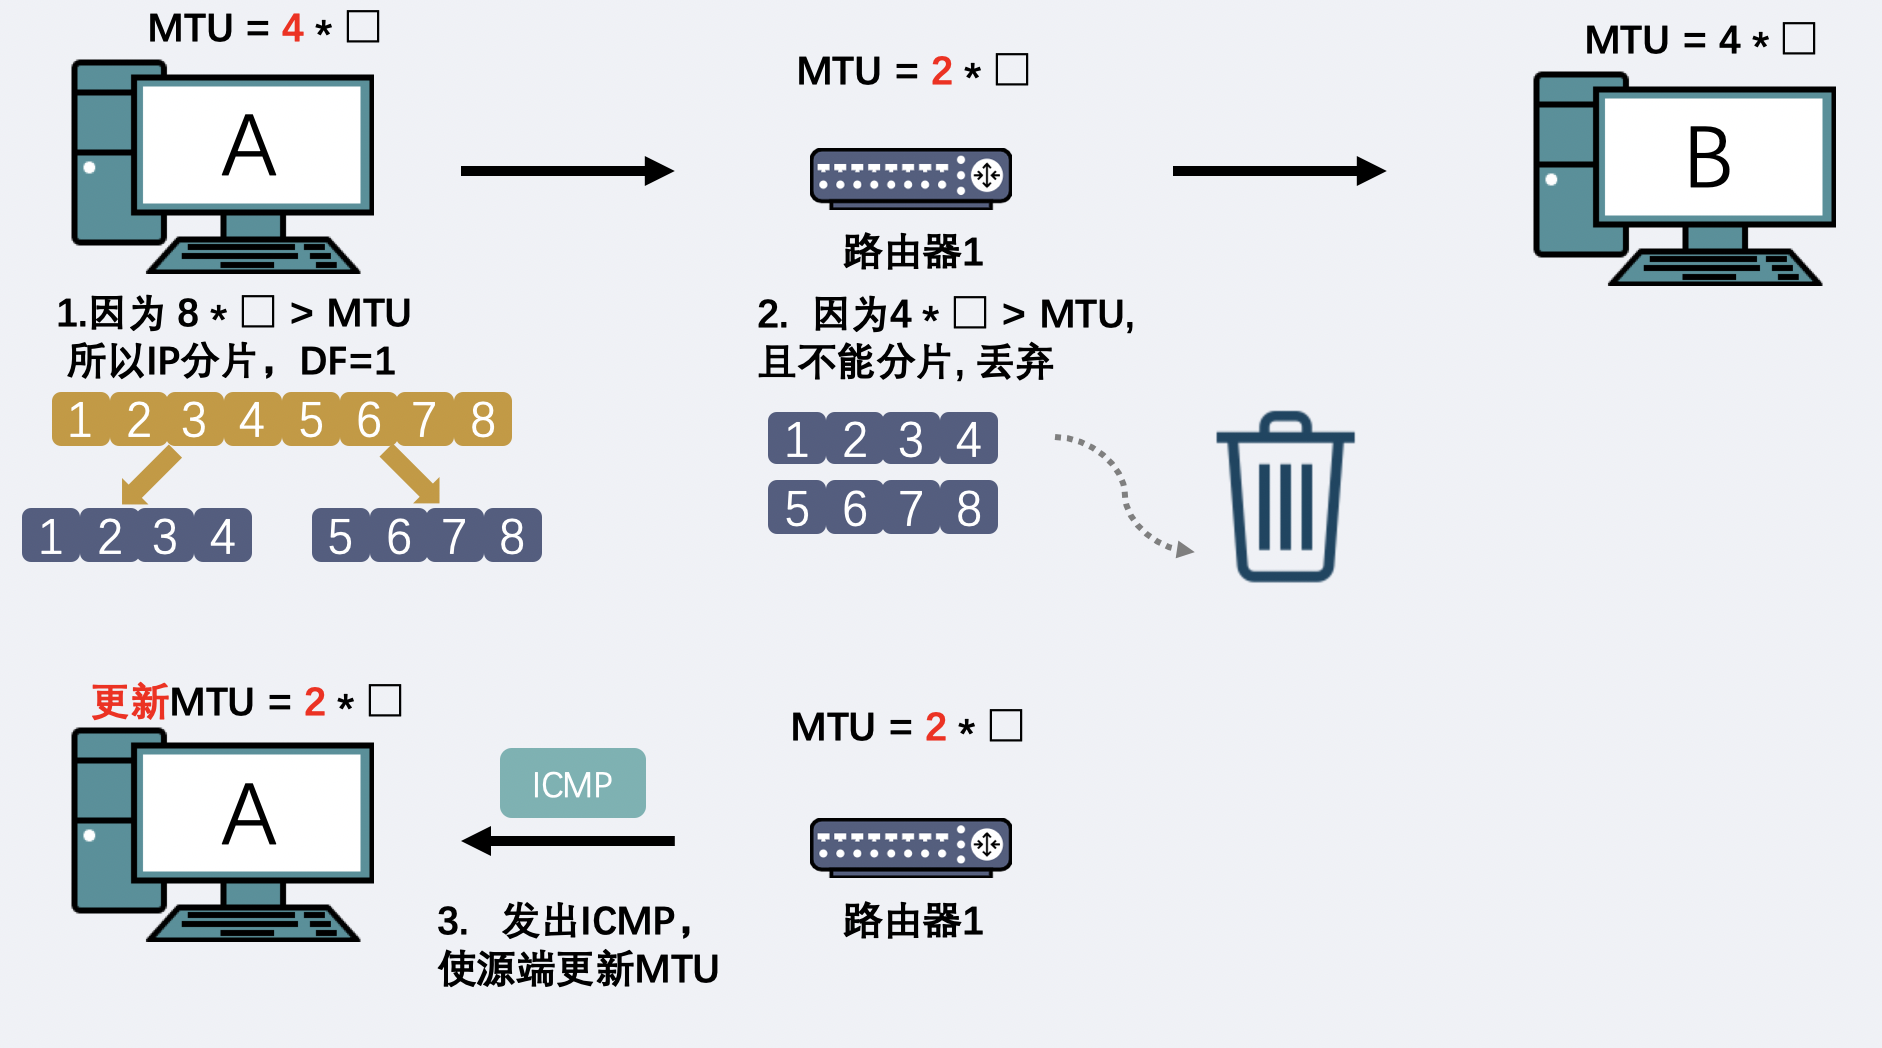 MTU = 4 * □
MTU = 2 * □
MTU = 4 * □
A
B
路由器1
1.因为 8 * □ > MTU
所以IP分片，DF=1
1 2 3 4 5 6 7 8
1 2 3 4
5 6 7 8
2. 因为4 * □ > MTU,
且不能分片, 丢弃
1 2 3 4
5 6 7 8
更新MTU = 2 * □
MTU = 2 * □
A
ICMP
路由器1
3. 发出ICMP，
使源端更新MTU